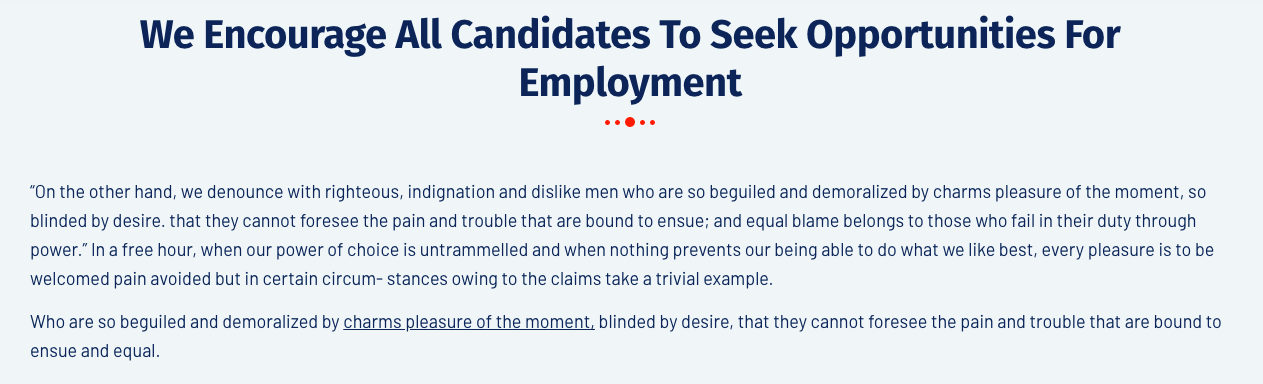 We Encourage All Candidates To Seek Opportunities For
Employment
“On the other hand, we denounce with righteous, indignation and dislike men who are so beguiled and demoralized by charms pleasure of the moment, so
blinded by desire. that they cannot foresee the pain and trouble that are bound to ensue; and equal blame belongs to those who fail in their duty through
power.” In a free hour, when our power of choice is untrammelled and when nothing prevents our being able to do what we like best, every pleasure is to be
welcomed pain avoided but in certain circum- stances owing to the claims take a trivial example.
Who are so beguiled and demoralized by charms pleasure of the moment, blinded by desire, that they cannot foresee the pain and trouble that are bound to
ensue and equal.